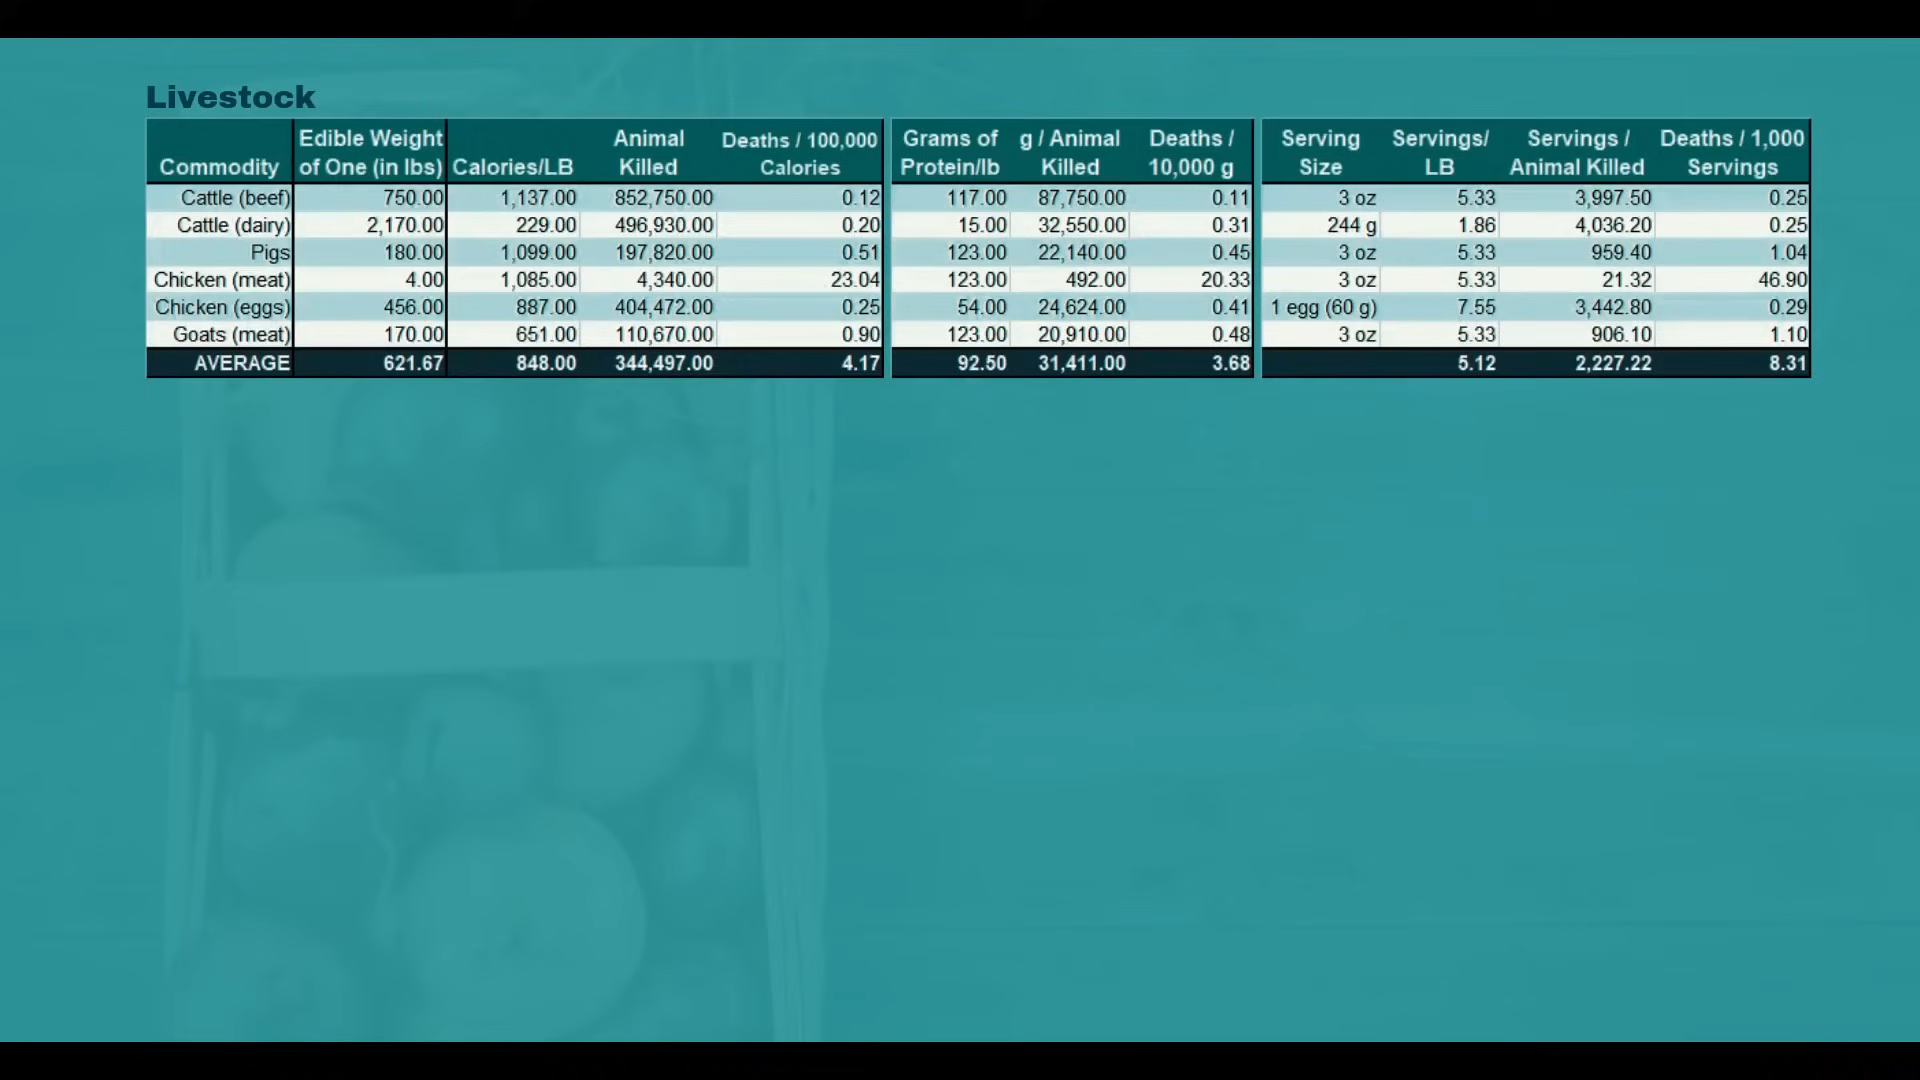 Livestock
Commodity Edible Weight of One (in lbs) Calories/LB Animal Killed Deaths / 100,000 Calories Grams of Protein/lb g / Animal Killed Deaths / 10,000 g Serving Size Servings/ LB Servings / Animal Killed Deaths / 1,000 Servings
Cattle (beef) 750.00 1,137.00 852,750.00 0.12 117.00 87,750.00 0.11 3 oz 5.33 3,997.50 0.25
Cattle (dairy) 2,170.00 229.00 496,930.00 0.20 15.00 32,550.00 0.31 244 g 1.86 4,036.20 0.25
Pigs 180.00 1,099.00 197,820.00 0.51 123.00 22,140.00 0.45 3 oz 5.33 959.40 1.04
Chicken (meat) 4.00 1,085.00 4,340.00 23.04 123.00 492.00 20.33 3 oz 5.33 21.32 46.90
Chicken (eggs) 456.00 887.00 404,472.00 0.25 54.00 24,624.00 0.41 1 egg (60 g) 7.55 3,442.80 0.29
Goats (meat) 170.00 651.00 110,670.00 0.90 123.00 20,910.00 0.48 3 oz 5.33 906.10 1.10
AVERAGE 621.67 848.00 344,497.00 4.17 92.50 31,411.00 3.68 5.12 2,227.22 8.31